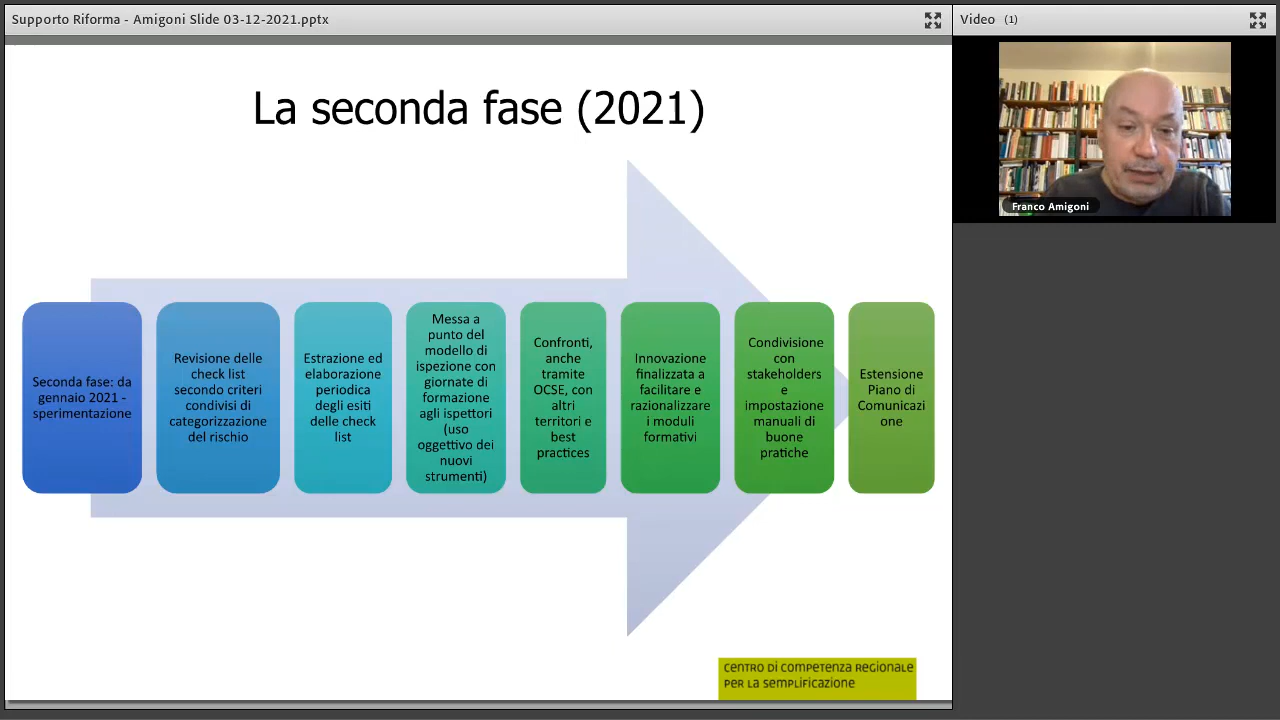 Supporto Riforma - Amigoni Slide 03-12-2021.pptx
Video (1)
Franco Amigoni
La seconda fase (2021)
Seconda fase: da
gennaio 2021 -
sperimentazione
Revisione delle
check list
secondo criteri
condivisi di
categorizzazione
del rischio
Estrazione ed
elaborazione
periodica
degli esiti
delle check
list
Messa a
punto del
modello di
ispezione con
giornate di
formazione
agli ispettori
(uso
oggettivo dei
nuovi
strumenti)
Confronti,
anche
tramite
OCSE, con
altri
territori e
best
practices
Innovazione
finalizzata a
facilitare e
razionalizzare
i moduli
formativi
Condivisione
con
stakeholders
e
impostazione
manuali di
buone
pratiche
Estensione
Piano di
Comunicazi
one
CENTRO DI COMPETENZA REGIONALE
PER LA SEMPLIFICAZIONE